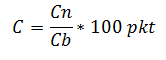 C = Cn/Cb * 100 pkt